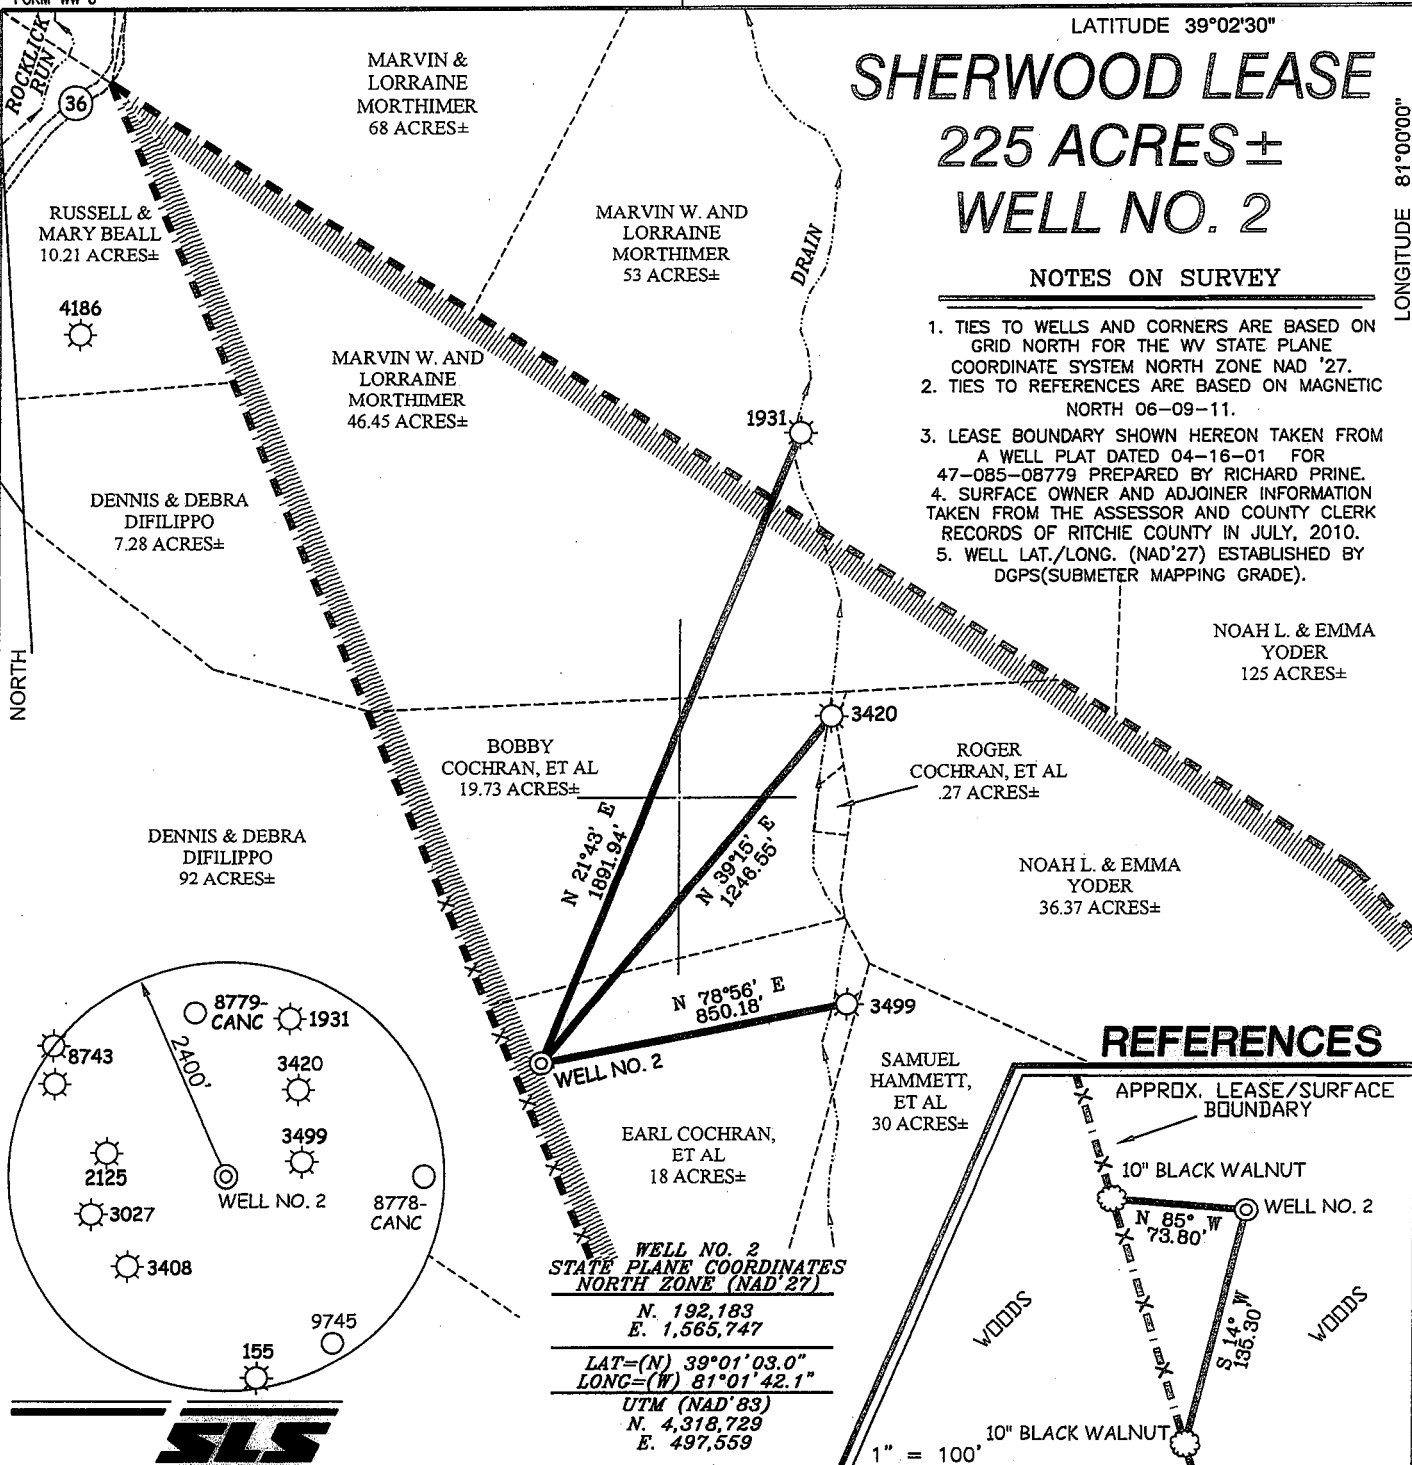 FORM WW-6
LATITUDE 39°02'30"
SHERWOOD LEASE
225 ACRES±
WELL NO. 2
LONGITUDE 81°00'00"
ROCKLICK
RUN
36
MARVIN &
LORRAINE
MORTHIMER
68 ACRES±
RUSSELL &
MARY BEALL
10.21 ACRES±
4186
MARVIN W. AND
LORRAINE
MORTHIMER
53 ACRES±
DRAIN
NOTES ON SURVEY
1. TIES TO WELLS AND CORNERS ARE BASED ON
GRID NORTH FOR THE WV STATE PLANE
COORDINATE SYSTEM NORTH ZONE NAD '27.
2. TIES TO REFERENCES ARE BASED ON MAGNETIC
NORTH 06-09-11.
3. LEASE BOUNDARY SHOWN HEREON TAKEN FROM
A WELL PLAT DATED 04-16-01 FOR
47-085-08779 PREPARED BY RICHARD PRINE.
4. SURFACE OWNER AND ADJOINER INFORMATION
TAKEN FROM THE ASSESSOR AND COUNTY CLERK
RECORDS OF RITCHIE COUNTY IN JULY, 2010.
5. WELL LAT./LONG. (NAD'27) ESTABLISHED BY
DGPS(SUBMETER MAPPING GRADE).
MARVIN W. AND
LORRAINE
MORTHIMER
46.45 ACRES±
1931
DENNIS & DEBRA
DIFILIPPO
7.28 ACRES±
NORTH
NOAH L. & EMMA
YODER
125 ACRES±
3420
BOBBY
COCHRAN, ET AL
19.73 ACRES±
ROGER
COCHRAN, ET AL
.27 ACRES±
N 21°43' E
1891.94'
N 39°15' E
1246.55'
DENNIS & DEBRA
DIFILIPPO
92 ACRES±
NOAH L. & EMMA
YODER
36.37 ACRES±
N 78°56' E
850.18'
3499
WELL NO. 2
SAMUEL
HAMMETT,
ET AL
30 ACRES±
EARL COCHRAN,
ET AL
18 ACRES±
2400'
8779-
CANC
1931
8743
3420
3499
2125
WELL NO. 2
3027
8778-
CANC
3408
9745
155
SLS
WELL NO. 2
STATE PLANE COORDINATES
NORTH ZONE (NAD'27)
N. 192,183
E. 1,565,747
LAT=(N) 39°01'03.0"
LONG=(W) 81°01'42.1"
UTM (NAD'83)
N. 4,318,729
E. 497,559
REFERENCES
APPROX. LEASE/SURFACE
BOUNDARY
10" BLACK WALNUT
WELL NO. 2
N 85° W
73.80'
WOODS
S 14° W
135.30'
WOODS
10" BLACK WALNUT
1" = 100'